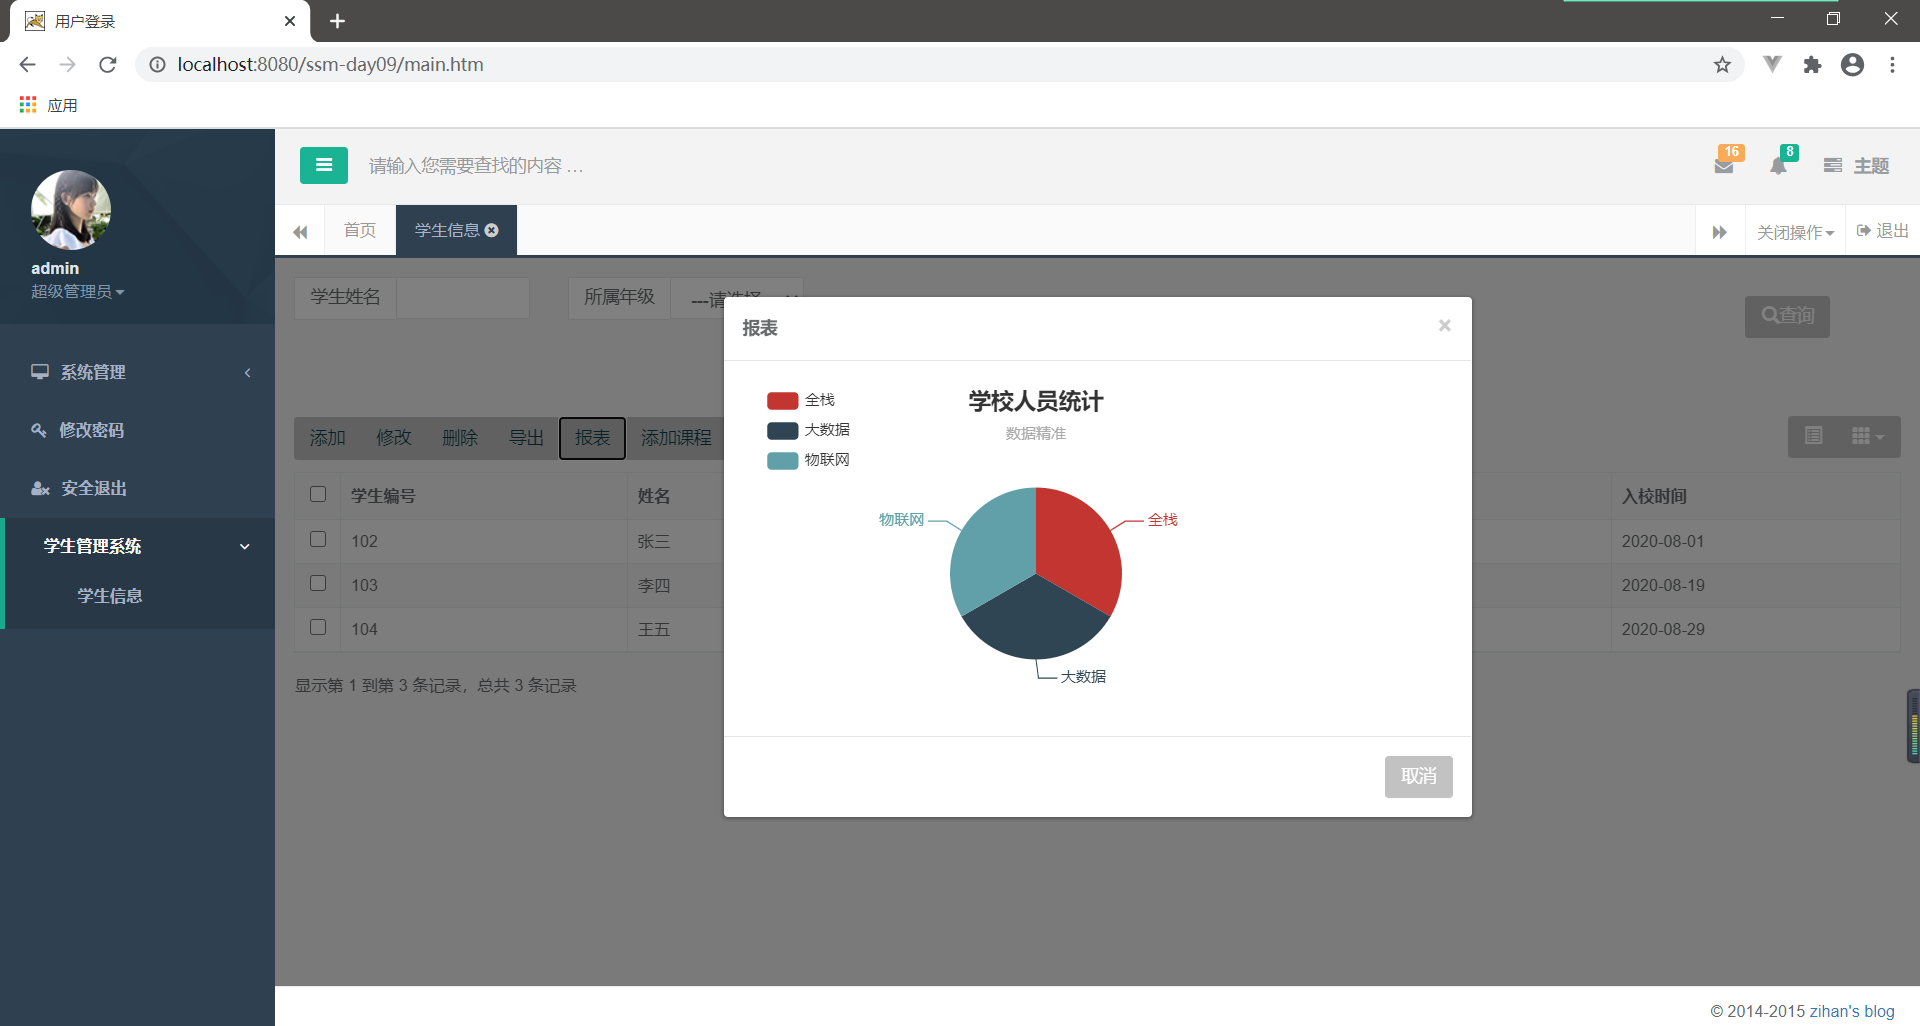 用户登录
localhost:8080/ssm-day09/main.htm
应用
admin
超级管理员
系统管理
修改密码
安全退出
学生管理系统
学生信息
请输入您需要查找的内容 …
16
8
主题
首页
学生信息
关闭操作
退出
学生姓名
所属年级
---请选择
查询
添加
修改
删除
导出
报表
添加课程
学生编号
姓名
入校时间
102
张三
2020-08-01
103
李四
2020-08-19
104
王五
2020-08-29
显示第 1 到第 3 条记录，总共 3 条记录
报表
×
全栈
大数据
物联网
学校人员统计
数据精准
物联网
全栈
大数据
取消
© 2014-2015 zihan's blog